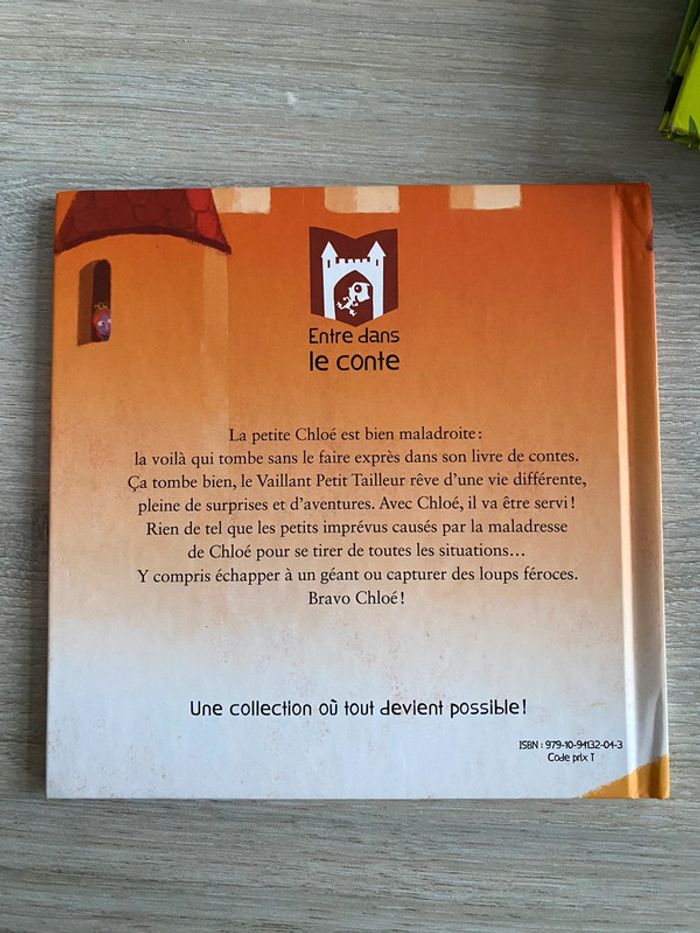 Entre dans
le conte
La petite Chloé est bien maladroite :
la voilà qui tombe sans le faire exprès dans son livre de contes.
Ça tombe bien, le Vaillant Petit Tailleur rêve d'une vie différente,
pleine de surprises et d'aventures. Avec Chloé, il va être servi !
Rien de tel que les petits imprévus causés par la maladresse
de Chloé pour se tirer de toutes les situations…
Y compris échapper à un géant ou capturer des loups féroces.
Bravo Chloé !
Une collection où tout devient possible !
ISBN : 979-10-94132-04-3
Code prix T